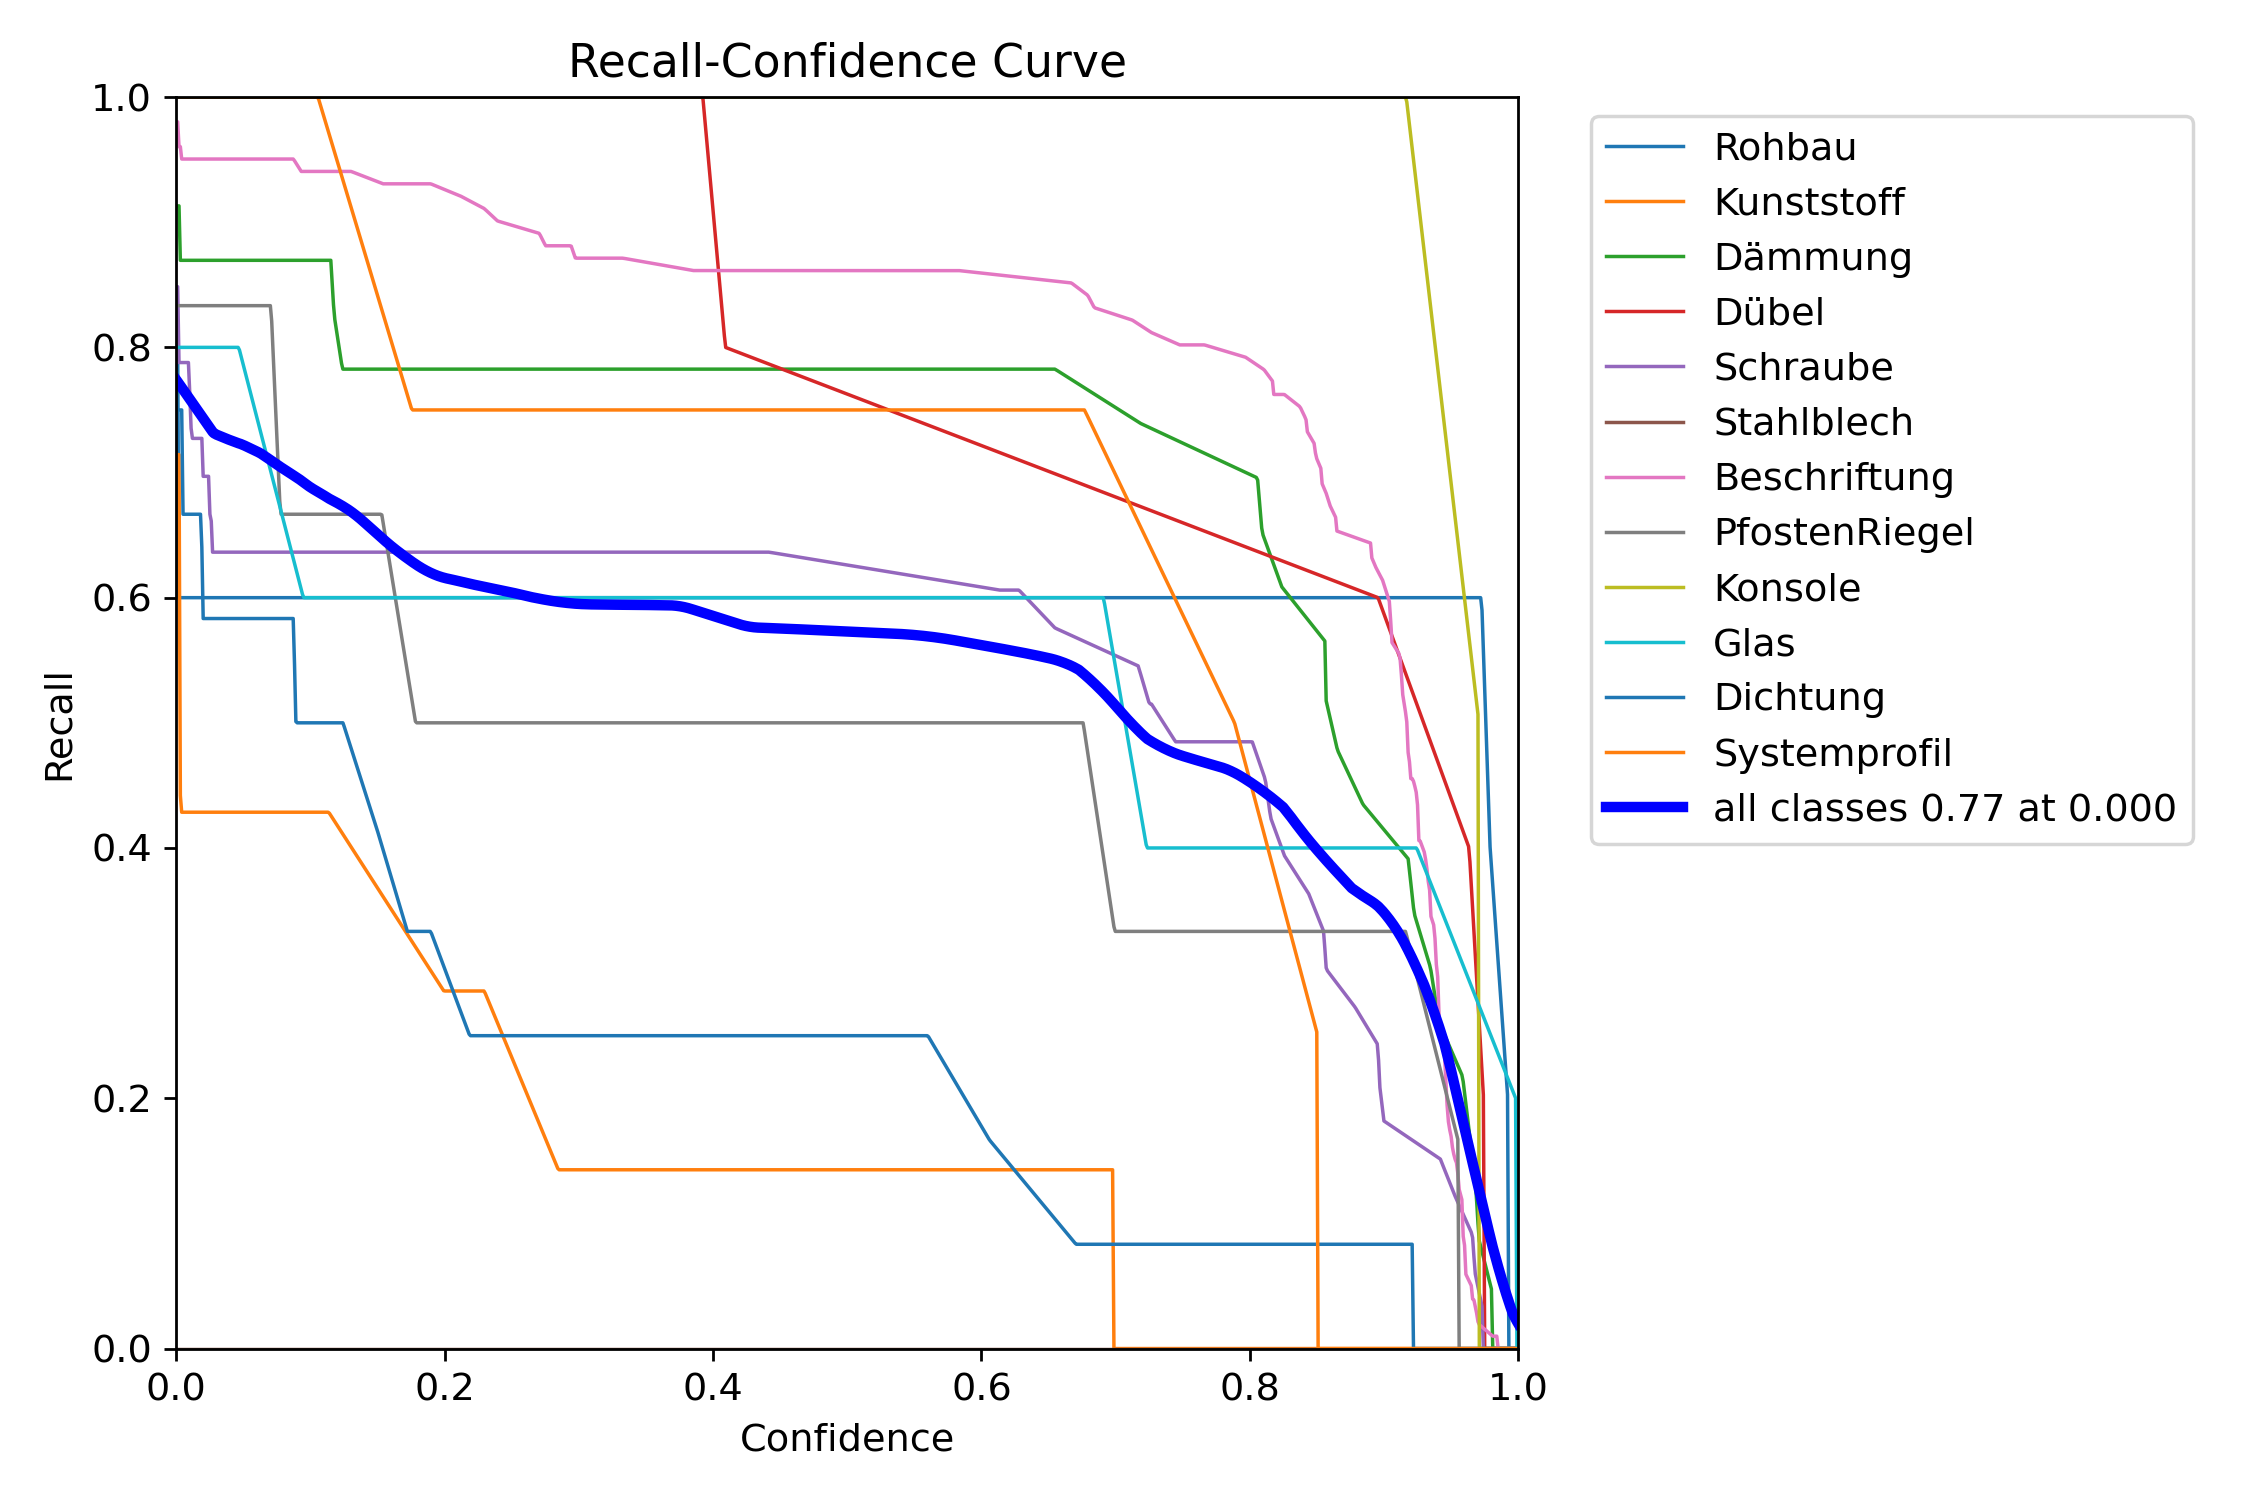 Recall-Confidence Curve
1.0
0.8
0.6
0.4
0.2
0.0
Recall
0.0 0.2 0.4 0.6 0.8 1.0
Confidence
Rohbau
Kunststoff
Dämmung
Dübel
Schraube
Stahlblech
Beschriftung
PfostenRiegel
Konsole
Glas
Dichtung
Systemprofil
all classes 0.77 at 0.000